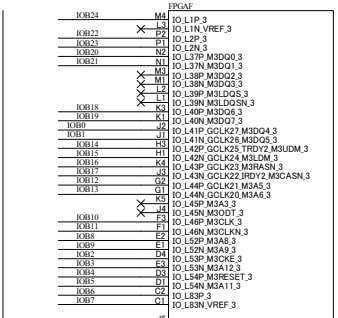 FPGAF
IOB24 M4 IO_L1P_3
L3 IO_L1N_VREF_3
IOB22 P2 IO_L2P_3
IOB23 P1 IO_L2N_3
IOB20 N2 IO_L37P_M3DQ0_3
IOB21 N1 IO_L37N_M3DQ1_3
M3 IO_L38P_M3DQ2_3
M1 IO_L38N_M3DQ3_3
L2 IO_L39P_M3LDQS_3
L1 IO_L39N_M3LDQSN_3
IOB18 K3 IO_L40P_M3DQ6_3
IOB19 K1 IO_L40N_M3DQ7_3
IOB0 J2 IO_L41P_GCLK27_M3DQ4_3
IOB1 J1 IO_L41N_GCLK26_M3DQ5_3
IOB14 H3 IO_L42P_GCLK25_TRDY2_M3UDM_3
IOB15 H1 IO_L42N_GCLK24_M3LDM_3
IOB16 K4 IO_L43P_GCLK23_M3RASN_3
IOB17 J3 IO_L43N_GCLK22_IRDY2_M3CASN_3
IOB12 G2 IO_L44P_GCLK21_M3A5_3
IOB13 G1 IO_L44N_GCLK20_M3A6_3
K5 IO_L45P_M3A3_3
J4 IO_L45N_M3ODT_3
IOB10 F3 IO_L46P_M3CLK_3
IOB11 F1 IO_L46N_M3CLKN_3
IOB8 E2 IO_L52P_M3A8_3
IOB9 E1 IO_L52N_M3A9_3
IOB2 D4 IO_L53P_M3CKE_3
IOB3 E3 IO_L53N_M3A12_3
IOB4 D3 IO_L54P_M3RESET_3
IOB5 D1 IO_L54N_M3A11_3
IOB6 C2 IO_L83P_3
IOB7 C1 IO_L83N_VREF_3